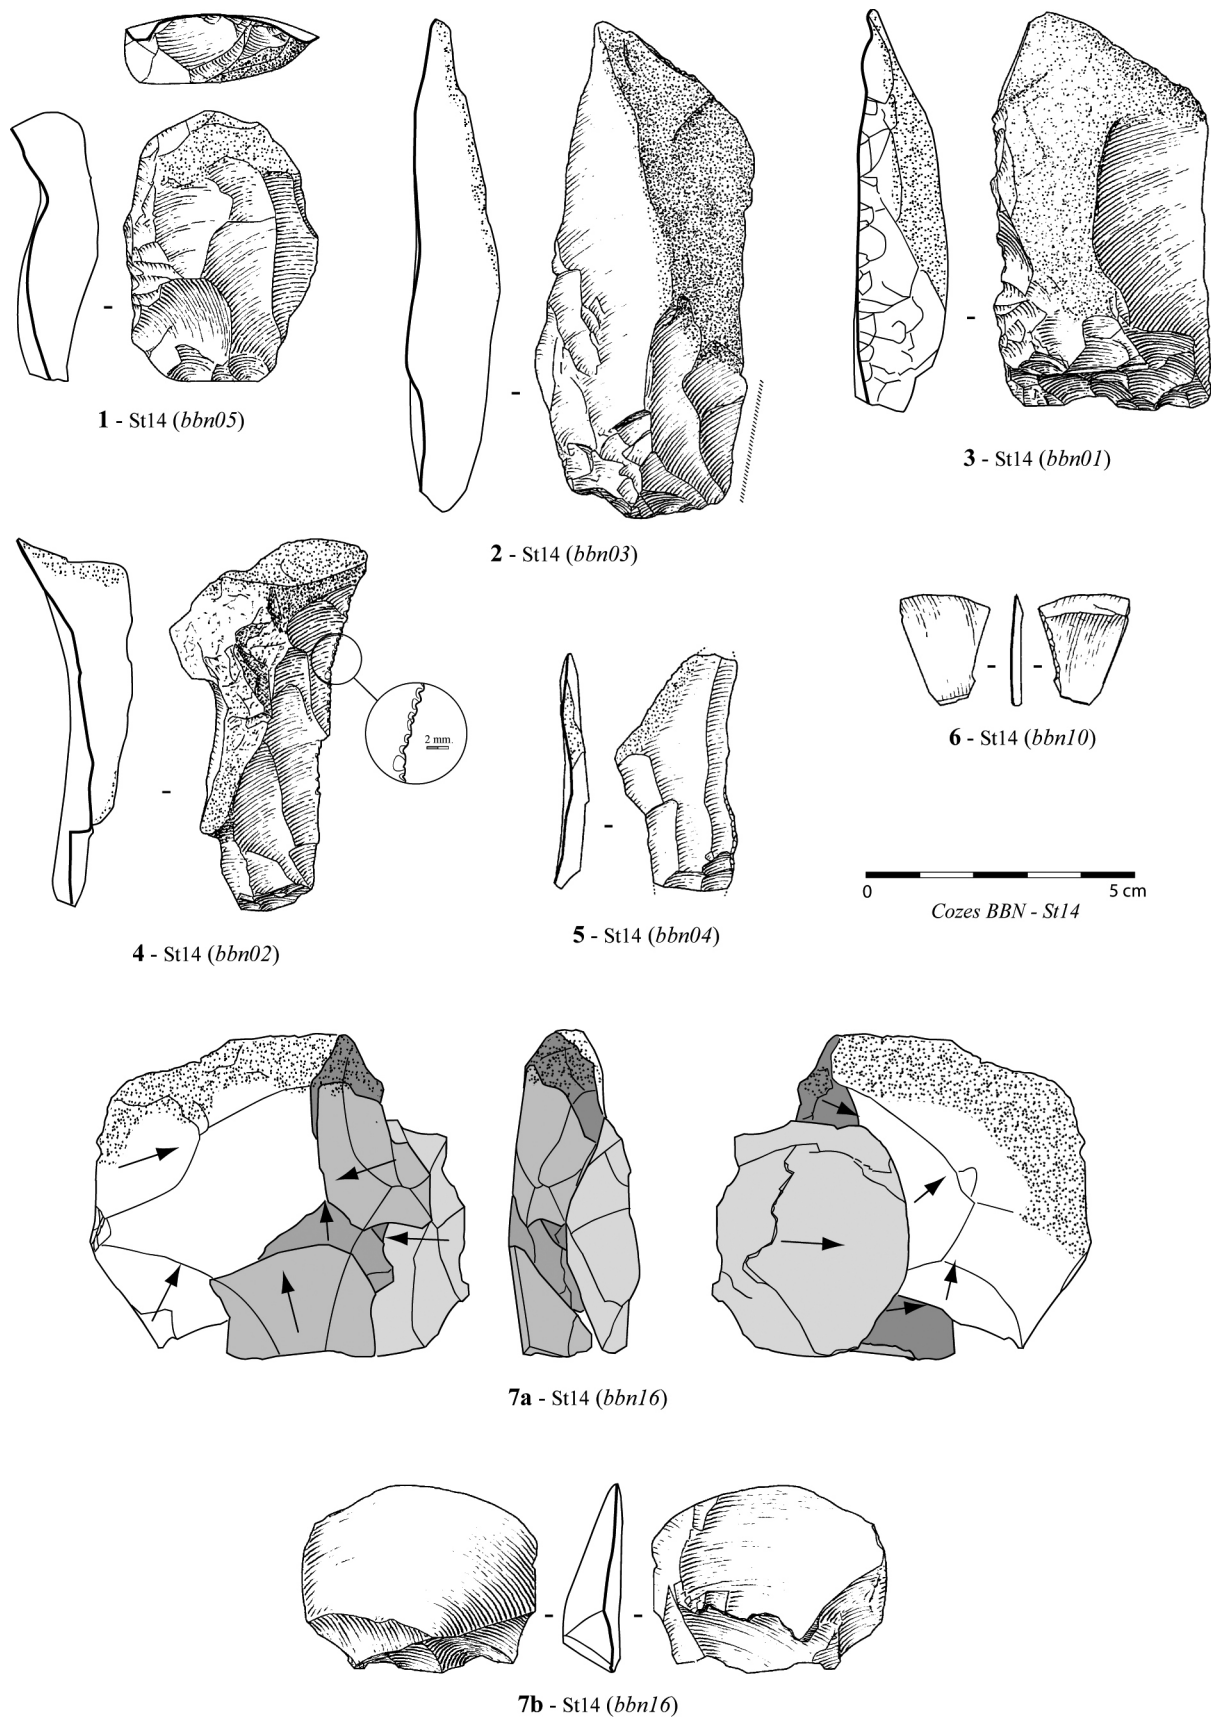 1 - St14 (bbn05)
2 - St14 (bbn03)
3 - St14 (bbn01)
2 mm.
4 - St14 (bbn02)
5 - St14 (bbn04)
6 - St14 (bbn10)
0 5 cm
Cozes BBN - St14
7a - St14 (bbn16)
7b - St14 (bbn16)